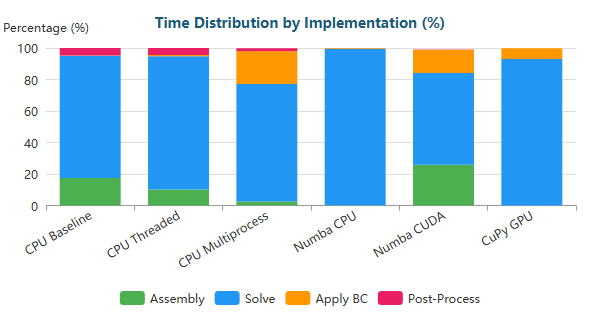 Time Distribution by Implementation (%)
Percentage (%)
100
80
60
40
20
0
CPU Baseline
CPU Threaded
CPU Multiprocess
Numba CPU
Numba CUDA
CuPy GPU
Assembly
Solve
Apply BC
Post-Process